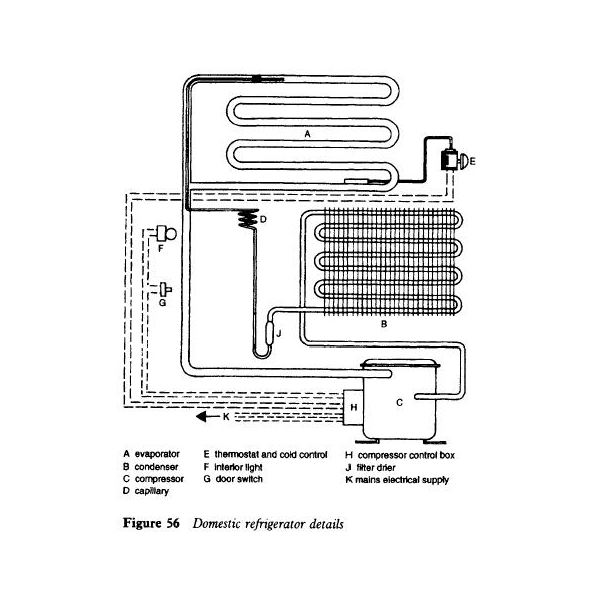 A
E
D
F
G
B
J
H
C
K
A evaporator
B condenser
C compressor
D capillary
E thermostat and cold control
F interior light
G door switch
H compressor control box
J filter drier
K mains electrical supply
Figure 56 Domestic refrigerator details